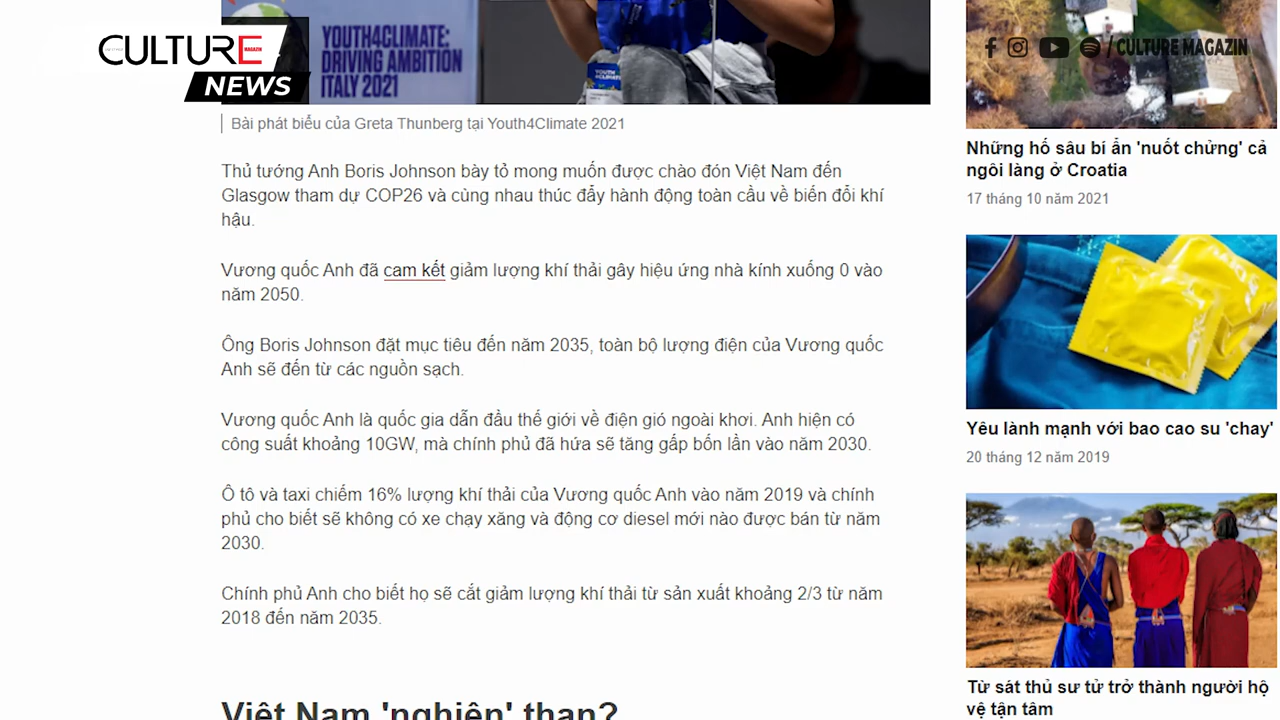 CULTURE
MAGAZIN
NEWS
YOUTH4CLIMATE:
DRIVING AMBITION
ITALY 2021
YOUTH
4CLIMATE
/ CULTURE MAGAZIN
Bài phát biểu của Greta Thunberg tại Youth4Climate 2021
Thủ tướng Anh Boris Johnson bày tỏ mong muốn được chào đón Việt Nam đến
Glasgow tham dự COP26 và cùng nhau thúc đẩy hành động toàn cầu về biến đổi khí
hậu.
Vương quốc Anh đã cam kết giảm lượng khí thải gây hiệu ứng nhà kính xuống 0 vào
năm 2050.
Ông Boris Johnson đặt mục tiêu đến năm 2035, toàn bộ lượng điện của Vương quốc
Anh sẽ đến từ các nguồn sạch.
Vương quốc Anh là quốc gia dẫn đầu thế giới về điện gió ngoài khơi. Anh hiện có
công suất khoảng 10GW, mà chính phủ đã hứa sẽ tăng gấp bốn lần vào năm 2030.
Ô tô và taxi chiếm 16% lượng khí thải của Vương quốc Anh vào năm 2019 và chính
phủ cho biết sẽ không có xe chạy xăng và động cơ diesel mới nào được bán từ năm
2030.
Chính phủ Anh cho biết họ sẽ cắt giảm lượng khí thải từ sản xuất khoảng 2/3 từ năm
2018 đến năm 2035.
Việt Nam 'nghiện' than?
Những hố sâu bí ẩn 'nuốt chửng' cả
ngôi làng ở Croatia
17 tháng 10 năm 2021
Yêu lành mạnh với bao cao su 'chay'
20 tháng 12 năm 2019
Từ sát thủ sư tử trở thành người hộ
vệ tận tâm